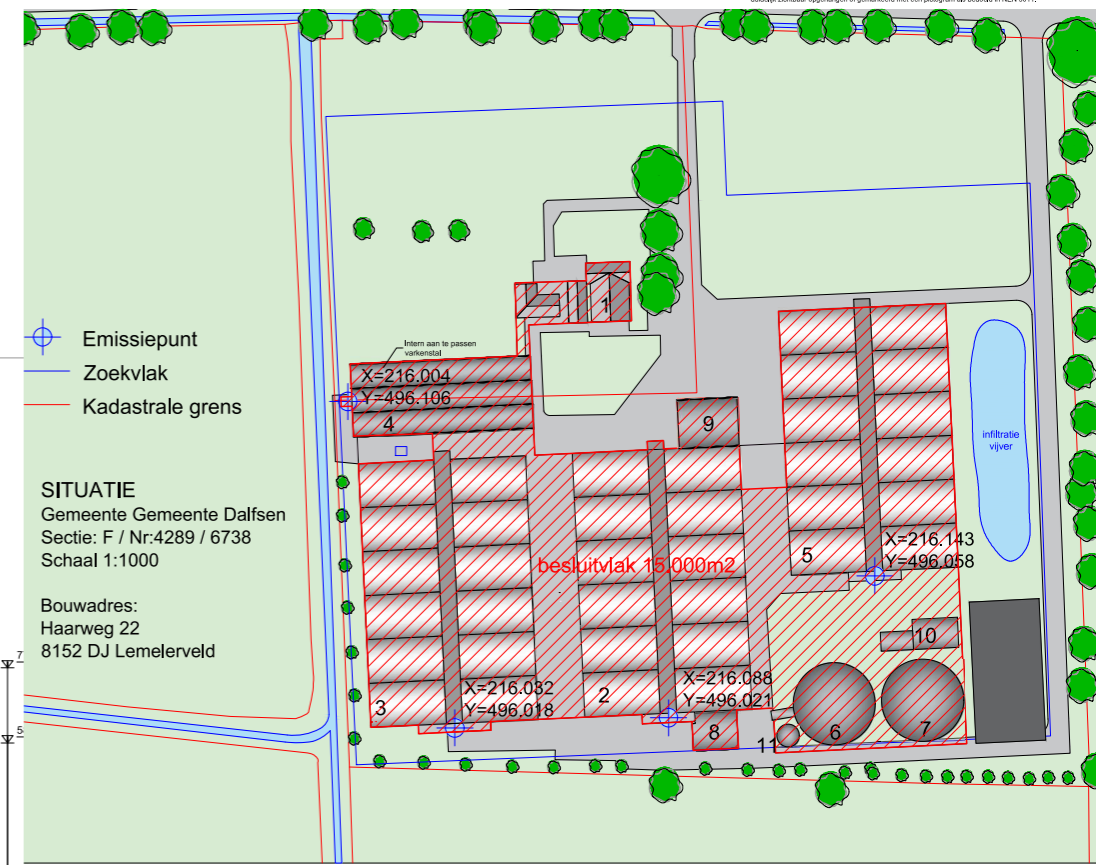 Emissiepunt
Zoekvlak
Kadastrale grens
SITUATIE
Gemeente Gemeente Dalfsen
Sectie: F / Nr:4289 / 6738
Schaal 1:1000
Bouwadres:
Haarweg 22
8152 DJ Lemelerveld
7
5
1
Intern aan te passen
varkenstal
X=216.004
Y=496.106
4
9
infiltratie
vijver
X=216.143
Y=496.058
5
besluitvlak 15.000m2
10
X=216.032
Y=496.018
3
X=216.088
Y=496.021
2
8
11
6
7